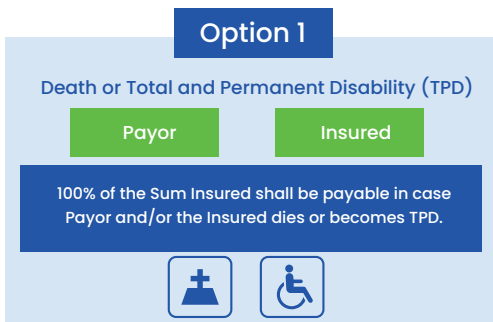 Option 1
Death or Total and Permanent Disability (TPD)
Payor
Insured
100% of the Sum Insured shall be payable in case
Payor and/or the Insured dies or becomes TPD.